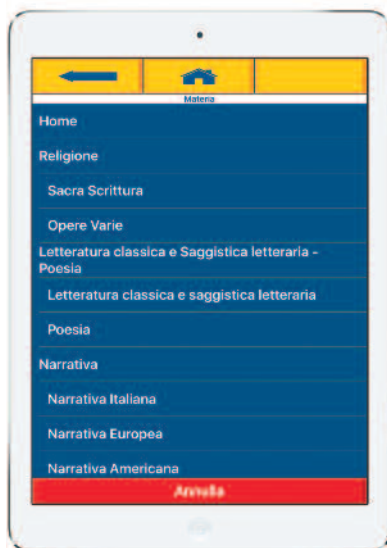 Materia
Home
Religione
Sacra Scrittura
Opere Varie
Letteratura classica e Saggistica letteraria -
Poesia
Letteratura classica e saggistica letteraria
Poesia
Narrativa
Narrativa Italiana
Narrativa Europea
Narrativa Americana
Annulla